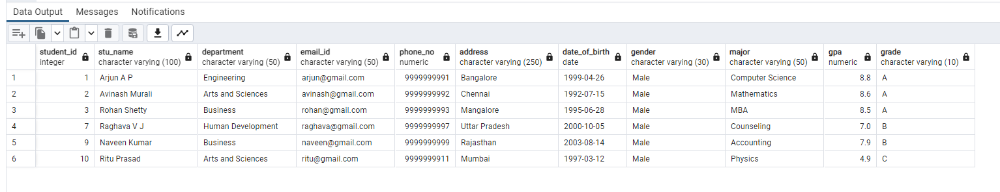 Data Output Messages Notifications
student_id stu_name department email_id phone_no address date_of_birth gender major gpa grade
integer character varying (100) character varying (50) character varying (50) numeric character varying (250) date character varying (30) character varying (50) numeric character varying (10)
1 1 Arjun A P Engineering arjun@gmail.com 9999999991 Bangalore 1999-04-26 Male Computer Science 8.8 A
2 2 Avinash Murali Arts and Sciences avinash@gmail.com 9999999992 Chennai 1992-07-15 Male Mathematics 8.6 A
3 3 Rohan Shetty Business rohan@gmail.com 9999999993 Mangalore 1995-06-28 Male MBA 8.5 A
4 7 Raghava V J Human Development raghava@gmail.com 9999999997 Uttar Pradesh 2000-10-05 Male Counseling 7.0 B
5 9 Naveen Kumar Business naveen@gmail.com 9999999999 Rajasthan 2003-08-14 Male Accounting 7.9 B
6 10 Ritu Prasad Arts and Sciences ritu@gmail.com 9999999911 Mumbai 1997-03-12 Male Physics 4.9 C